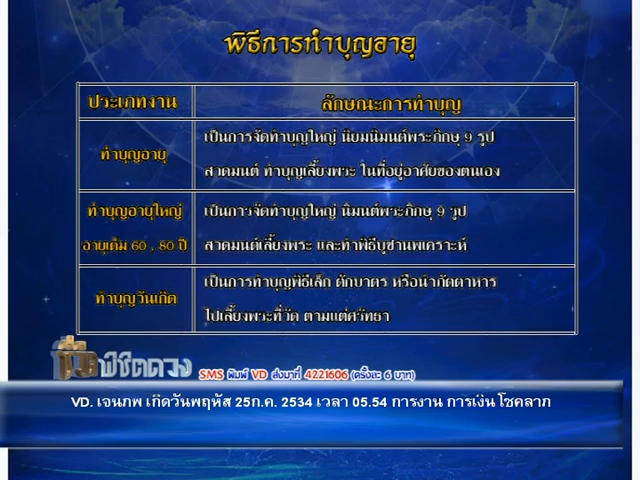 พิธีการทำบุญอายุ
ประเภทงาน ลักษณะการทำบุญ
ทำบุญอายุ
เป็นการจัดทำบุญใหญ่ นิยมนิมนต์พระภิกษุ 9 รูป
สวดมนต์ ทำบุญเลี้ยงพระ ในที่อยู่อาศัยของตนเอง
ทำบุญอายุใหญ่
อายุเต็ม 60 , 80 ปี
เป็นการจัดทำบุญใหญ่ นิมนต์พระภิกษุ 9 รูป
สวดมนต์เลี้ยงพระ และทำพิธีบูชานพเคราะห์
ทำบุญวันเกิด
เป็นการทำบุญพิธีเล็ก ตักบาตร หรือนำภัตตาหาร
ไปเลี้ยงพระที่วัด ตามแต่ศรัทธา
พิชิตดวง
SMS พิมพ์ VD ส่งมาที่ 4221606 (ครั้งละ 6 บาท)
VD. เจนภพ เกิดวันพฤหัส 25ก.ค. 2534 เวลา 05.54 การงาน การเงิน โชคลาภ